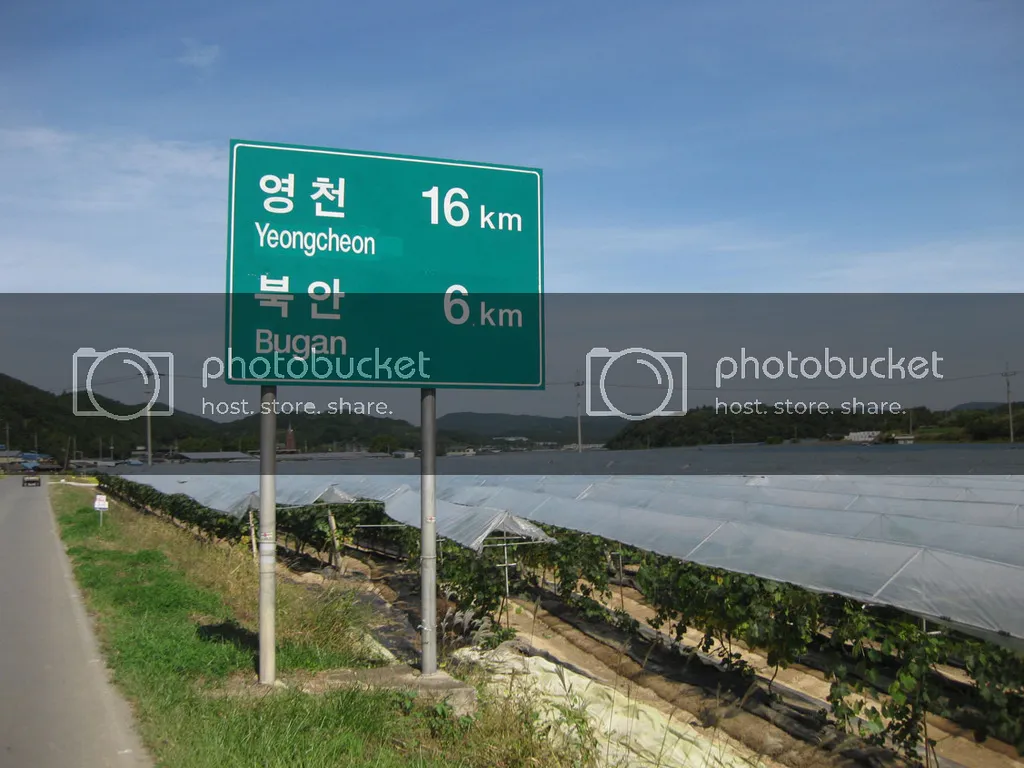 영천 16 km
Yeongcheon
북안 6 km
Bugan
photobucket
host. store. share.
photobucket
host. store. share.